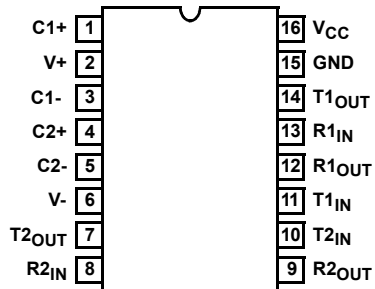 C1+ 1 16 VCC
V+ 2 15 GND
C1- 3 14 T1OUT
C2+ 4 13 R1IN
C2- 5 12 R1OUT
V- 6 11 T1IN
T2OUT 7 10 T2IN
R2IN 8 9 R2OUT